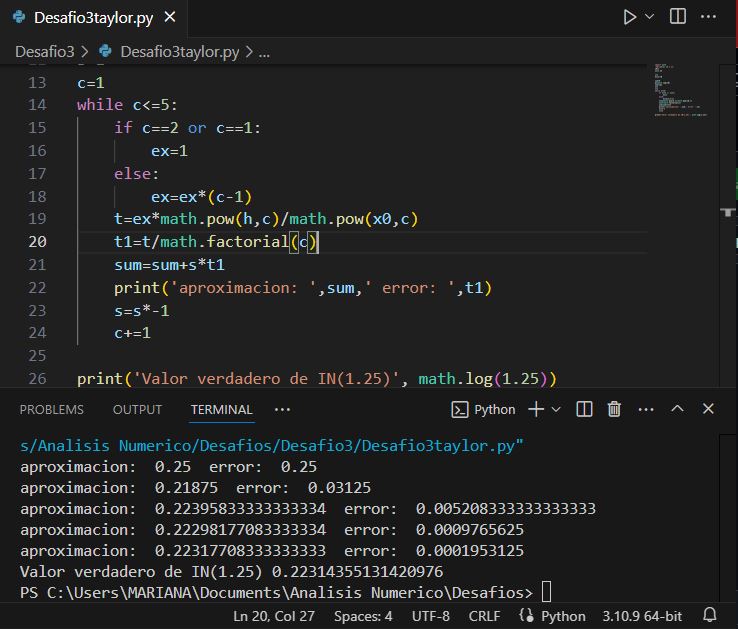 Desafio3taylor.py
Desafio3 > Desafio3taylor.py > ...
13 c=1
14 while c<=5:
15     if c==2 or c==1:
16         ex=1
17     else:
18         ex=ex*(c-1)
19     t=ex*math.pow(h,c)/math.pow(x0,c)
20     t1=t/math.factorial(c)
21     sum=sum+s*t1
22     print('aproximacion: ',sum,' error: ',t1)
23     s=s*-1
24     c+=1
25
26 print('Valor verdadero de IN(1.25)', math.log(1.25))
PROBLEMS OUTPUT TERMINAL ... Python
s/Analisis Numerico/Desafios/Desafio3/Desafio3taylor.py"
aproximacion:  0.25  error:  0.25
aproximacion:  0.21875  error:  0.03125
aproximacion:  0.22395833333333334  error:  0.005208333333333333
aproximacion:  0.22298177083333334  error:  0.0009765625
aproximacion:  0.22317708333333333  error:  0.0001953125
Valor verdadero de IN(1.25) 0.22314355131420976
PS C:\Users\MARIANA\Documents\Analisis Numerico\Desafios>
Ln 20, Col 27 Spaces: 4 UTF-8 CRLF Python 3.10.9 64-bit